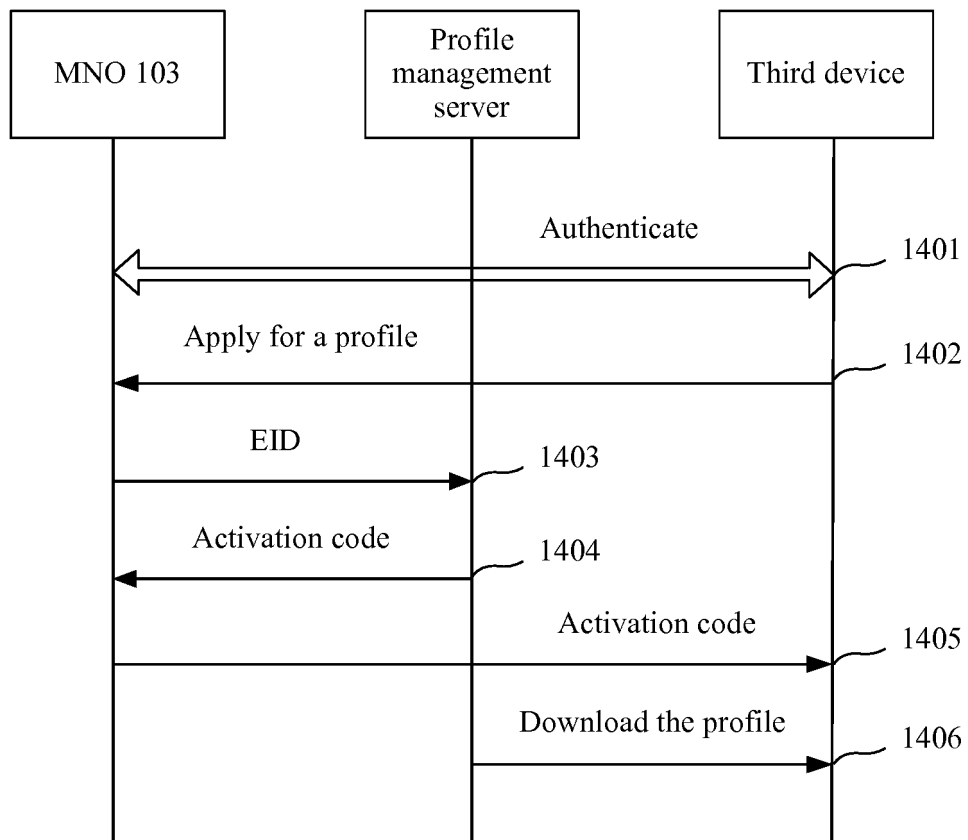 MNO 103
Profile
management
server
Third device
Authenticate
1401
Apply for a profile
1402
EID
1403
Activation code
1404
Activation code
1405
Download the profile
1406